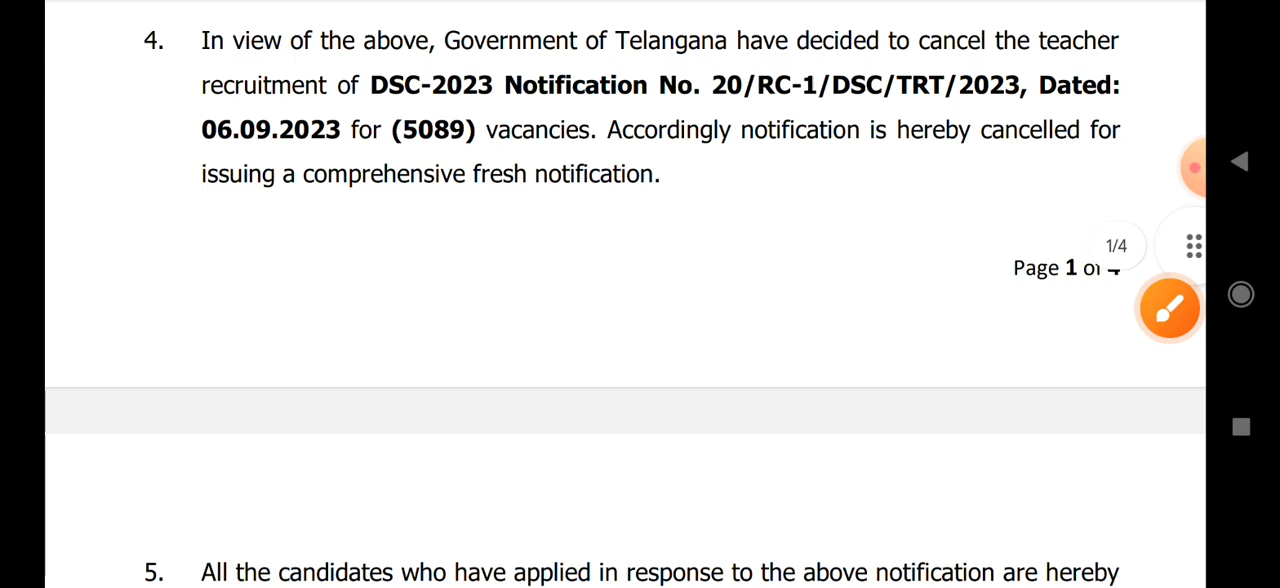 4. In view of the above, Government of Telangana have decided to cancel the teacher
recruitment of DSC-2023 Notification No. 20/RC-1/DSC/TRT/2023, Dated:
06.09.2023 for (5089) vacancies. Accordingly notification is hereby cancelled for
issuing a comprehensive fresh notification.
1/4
Page 1 of 4
5. All the candidates who have applied in response to the above notification are hereby